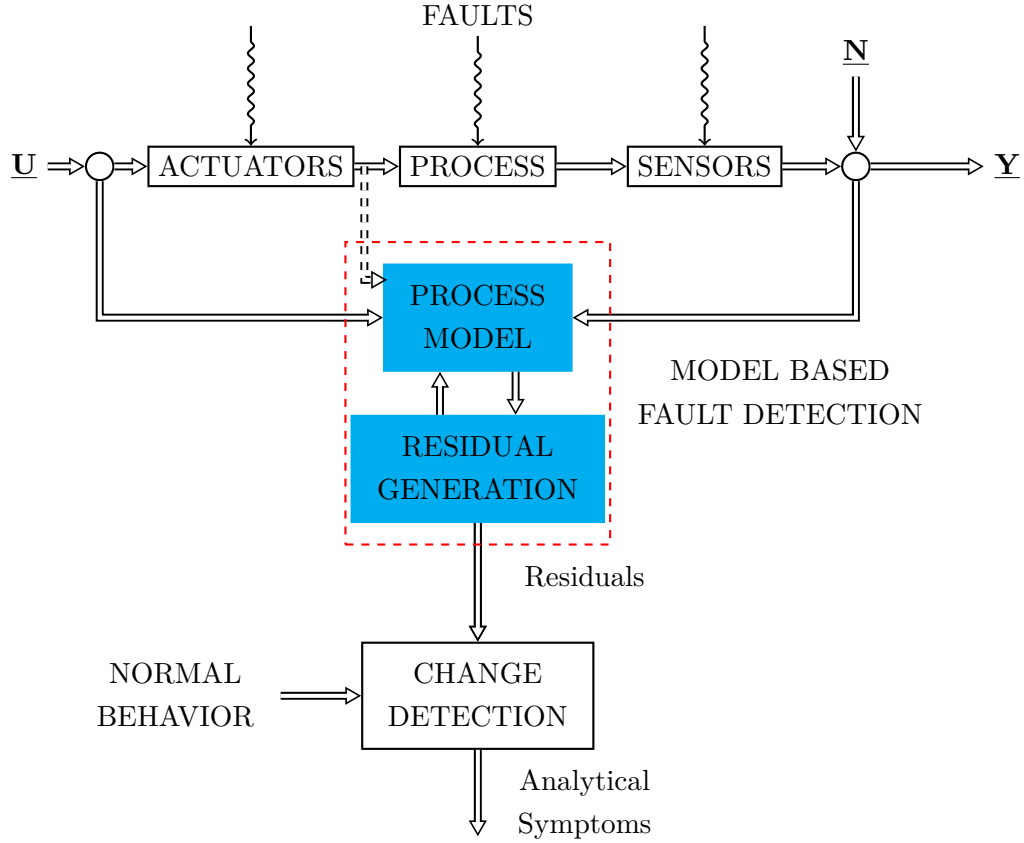 FAULTS
N
U
ACTUATORS
PROCESS
SENSORS
Y
PROCESS
MODEL
MODEL BASED
FAULT DETECTION
RESIDUAL
GENERATION
Residuals
NORMAL
BEHAVIOR
CHANGE
DETECTION
Analytical
Symptoms